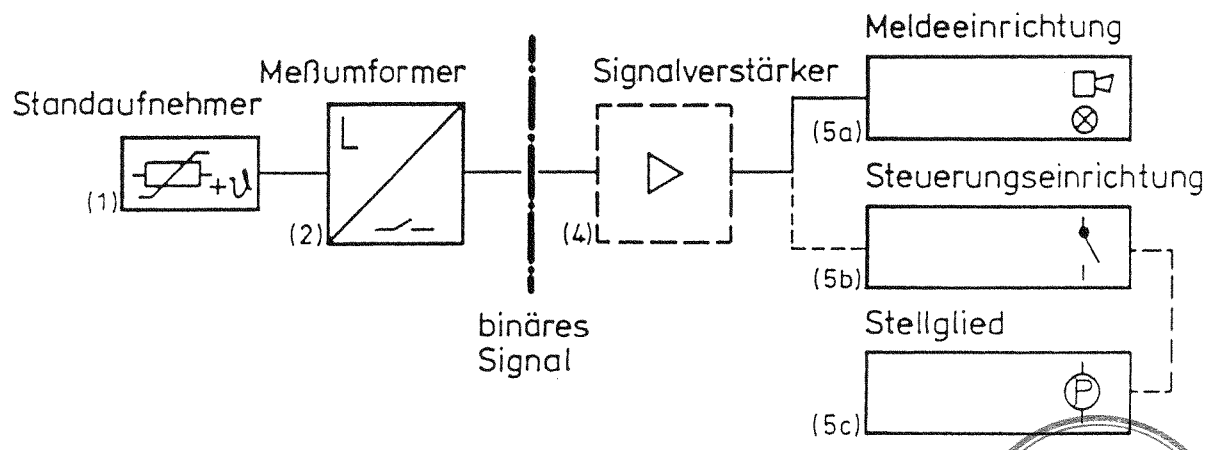 Meldeeinrichtung
Meßumformer
Signalverstärker
Standaufnehmer
(5a)
L
+ϑ
Steuerungseinrichtung
(1)
(2)
(4)
(5b)
binäres
Signal
Stellglied
P
(5c)